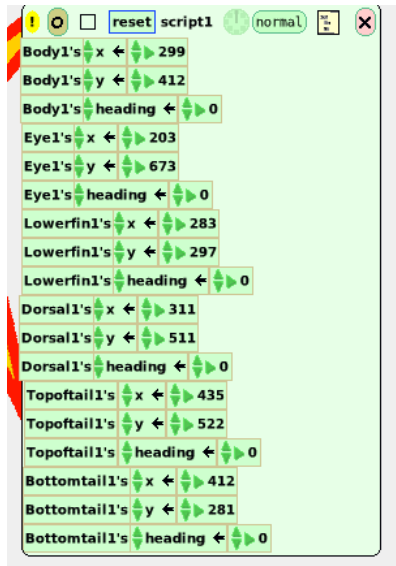 ! reset script1 normal
Body1's x ← 299
Body1's y ← 412
Body1's heading ← 0
Eye1's x ← 203
Eye1's y ← 673
Eye1's heading ← 0
Lowerfin1's x ← 283
Lowerfin1's y ← 297
Lowerfin1's heading ← 0
Dorsal1's x ← 311
Dorsal1's y ← 511
Dorsal1's heading ← 0
Topoftail1's x ← 435
Topoftail1's y ← 522
Topoftail1's heading ← 0
Bottomtail1's x ← 412
Bottomtail1's y ← 281
Bottomtail1's heading ← 0